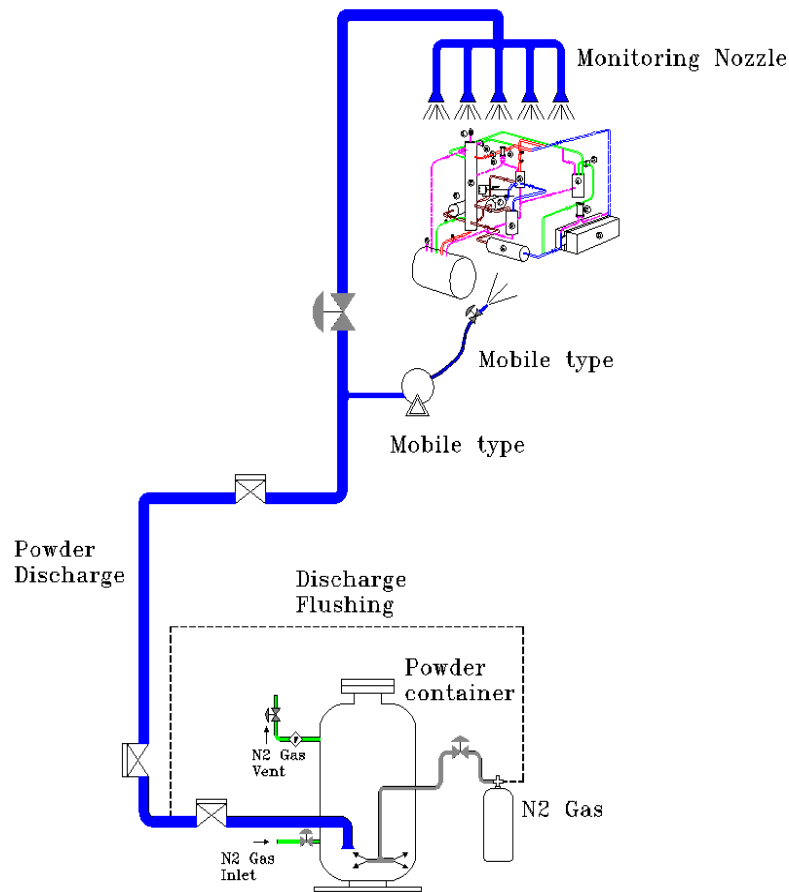 Monitoring Nozzle
Mobile type
Mobile type
Powder
Discharge
Discharge
Flushing
Powder
container
N2 Gas
Vent
N2 Gas
N2 Gas
Inlet